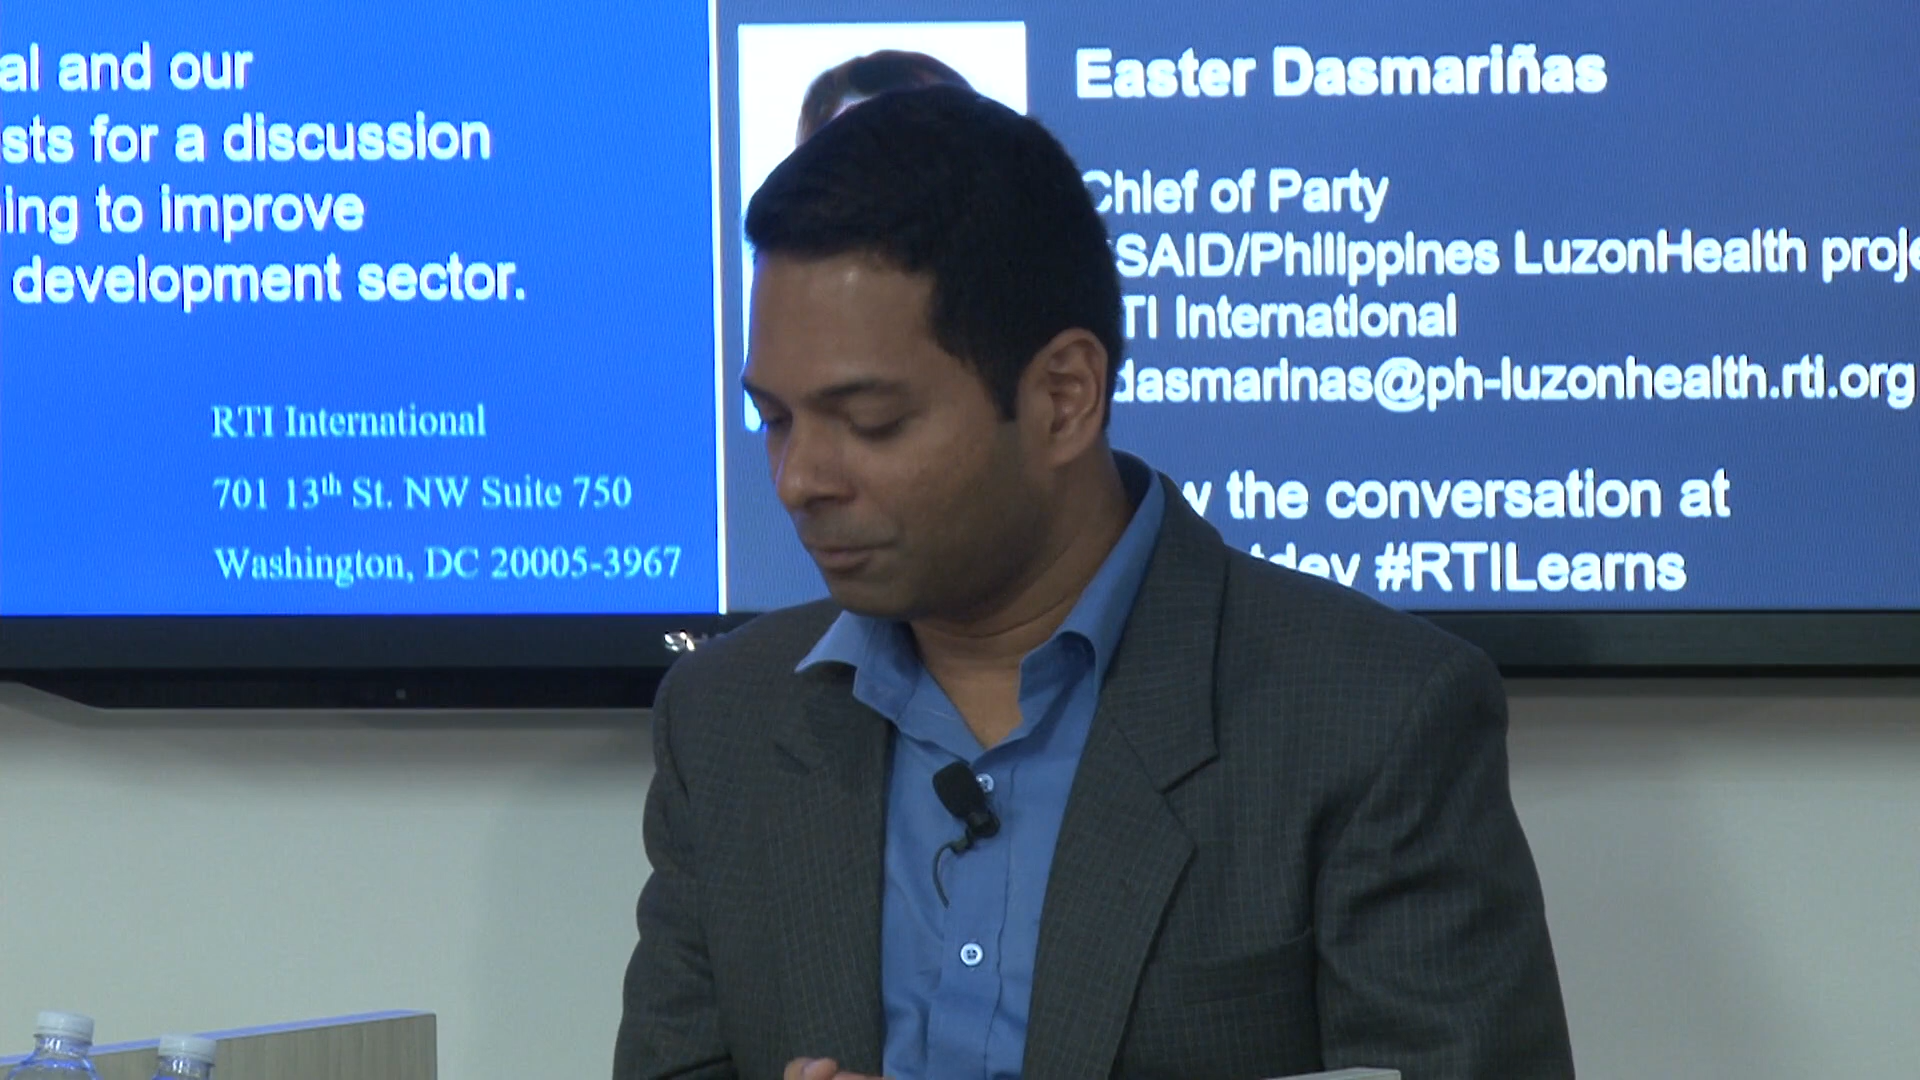 al and our
sts for a discussion
ing to improve
development sector.
RTI International
701 13th St. NW Suite 750
Washington, DC 20005-3967
Easter Dasmariñas
Chief of Party
SAID/Philippines LuzonHealth proje
TI International
dasmarinas@ph-luzonhealth.rti.org
w the conversation at
tdev #RTILearns